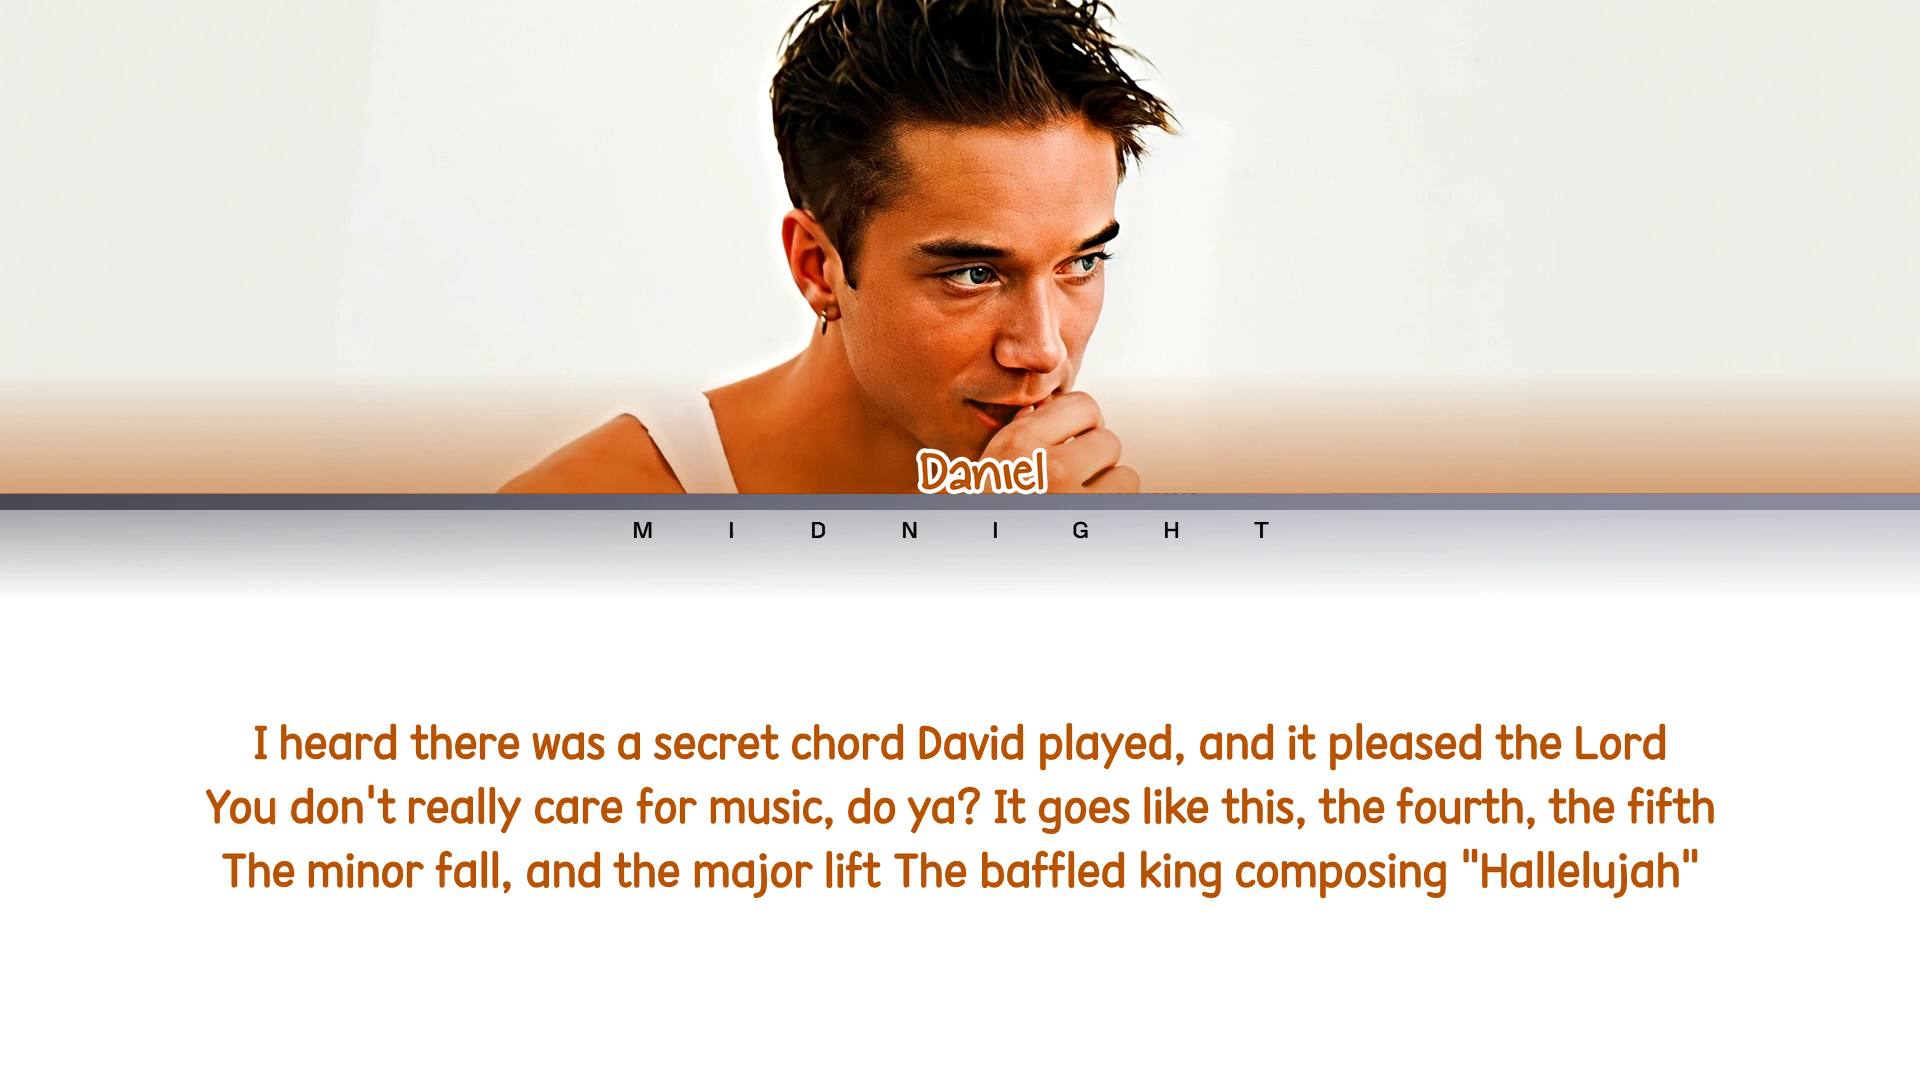 Daniel
MIDNIGHT
I heard there was a secret chord David played, and it pleased the Lord
You don't really care for music, do ya? It goes like this, the fourth, the fifth
The minor fall, and the major lift The baffled king composing "Hallelujah"